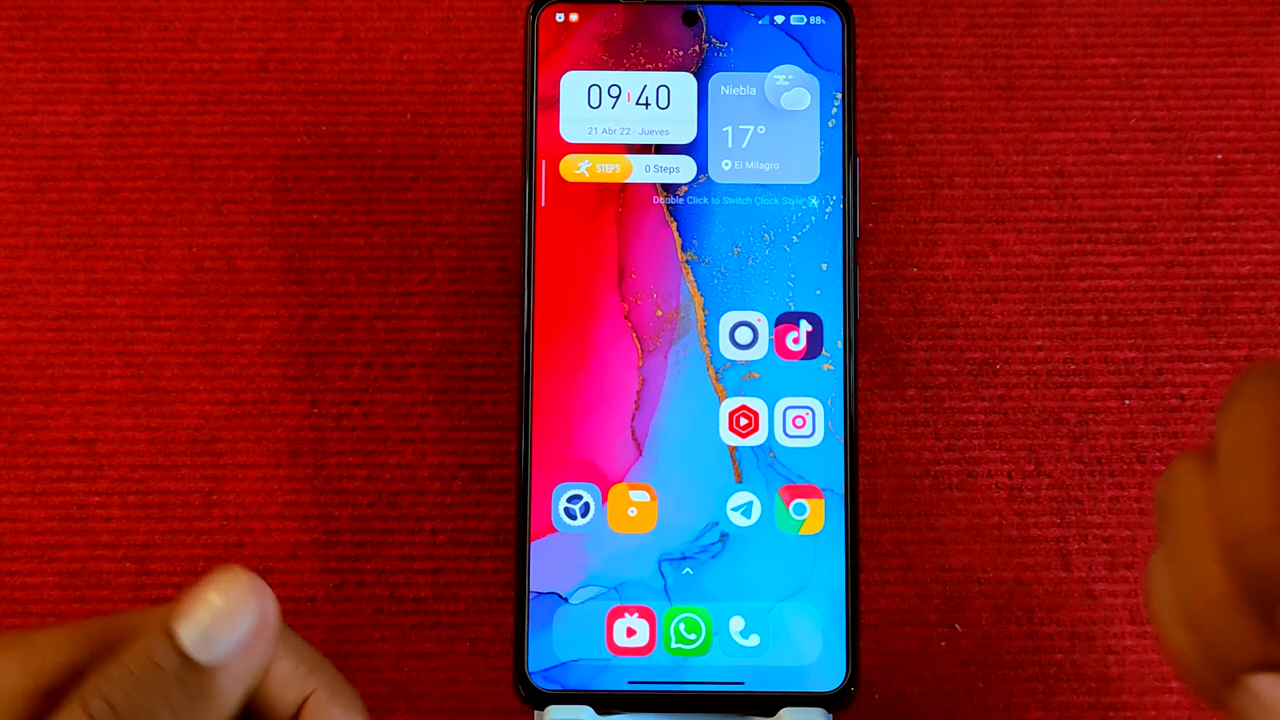 88%
09:40
21 Abr 22 - Jueves
STEPS
0 Steps
Niebla
17°
El Milagro
Double Click to Switch Clock Style